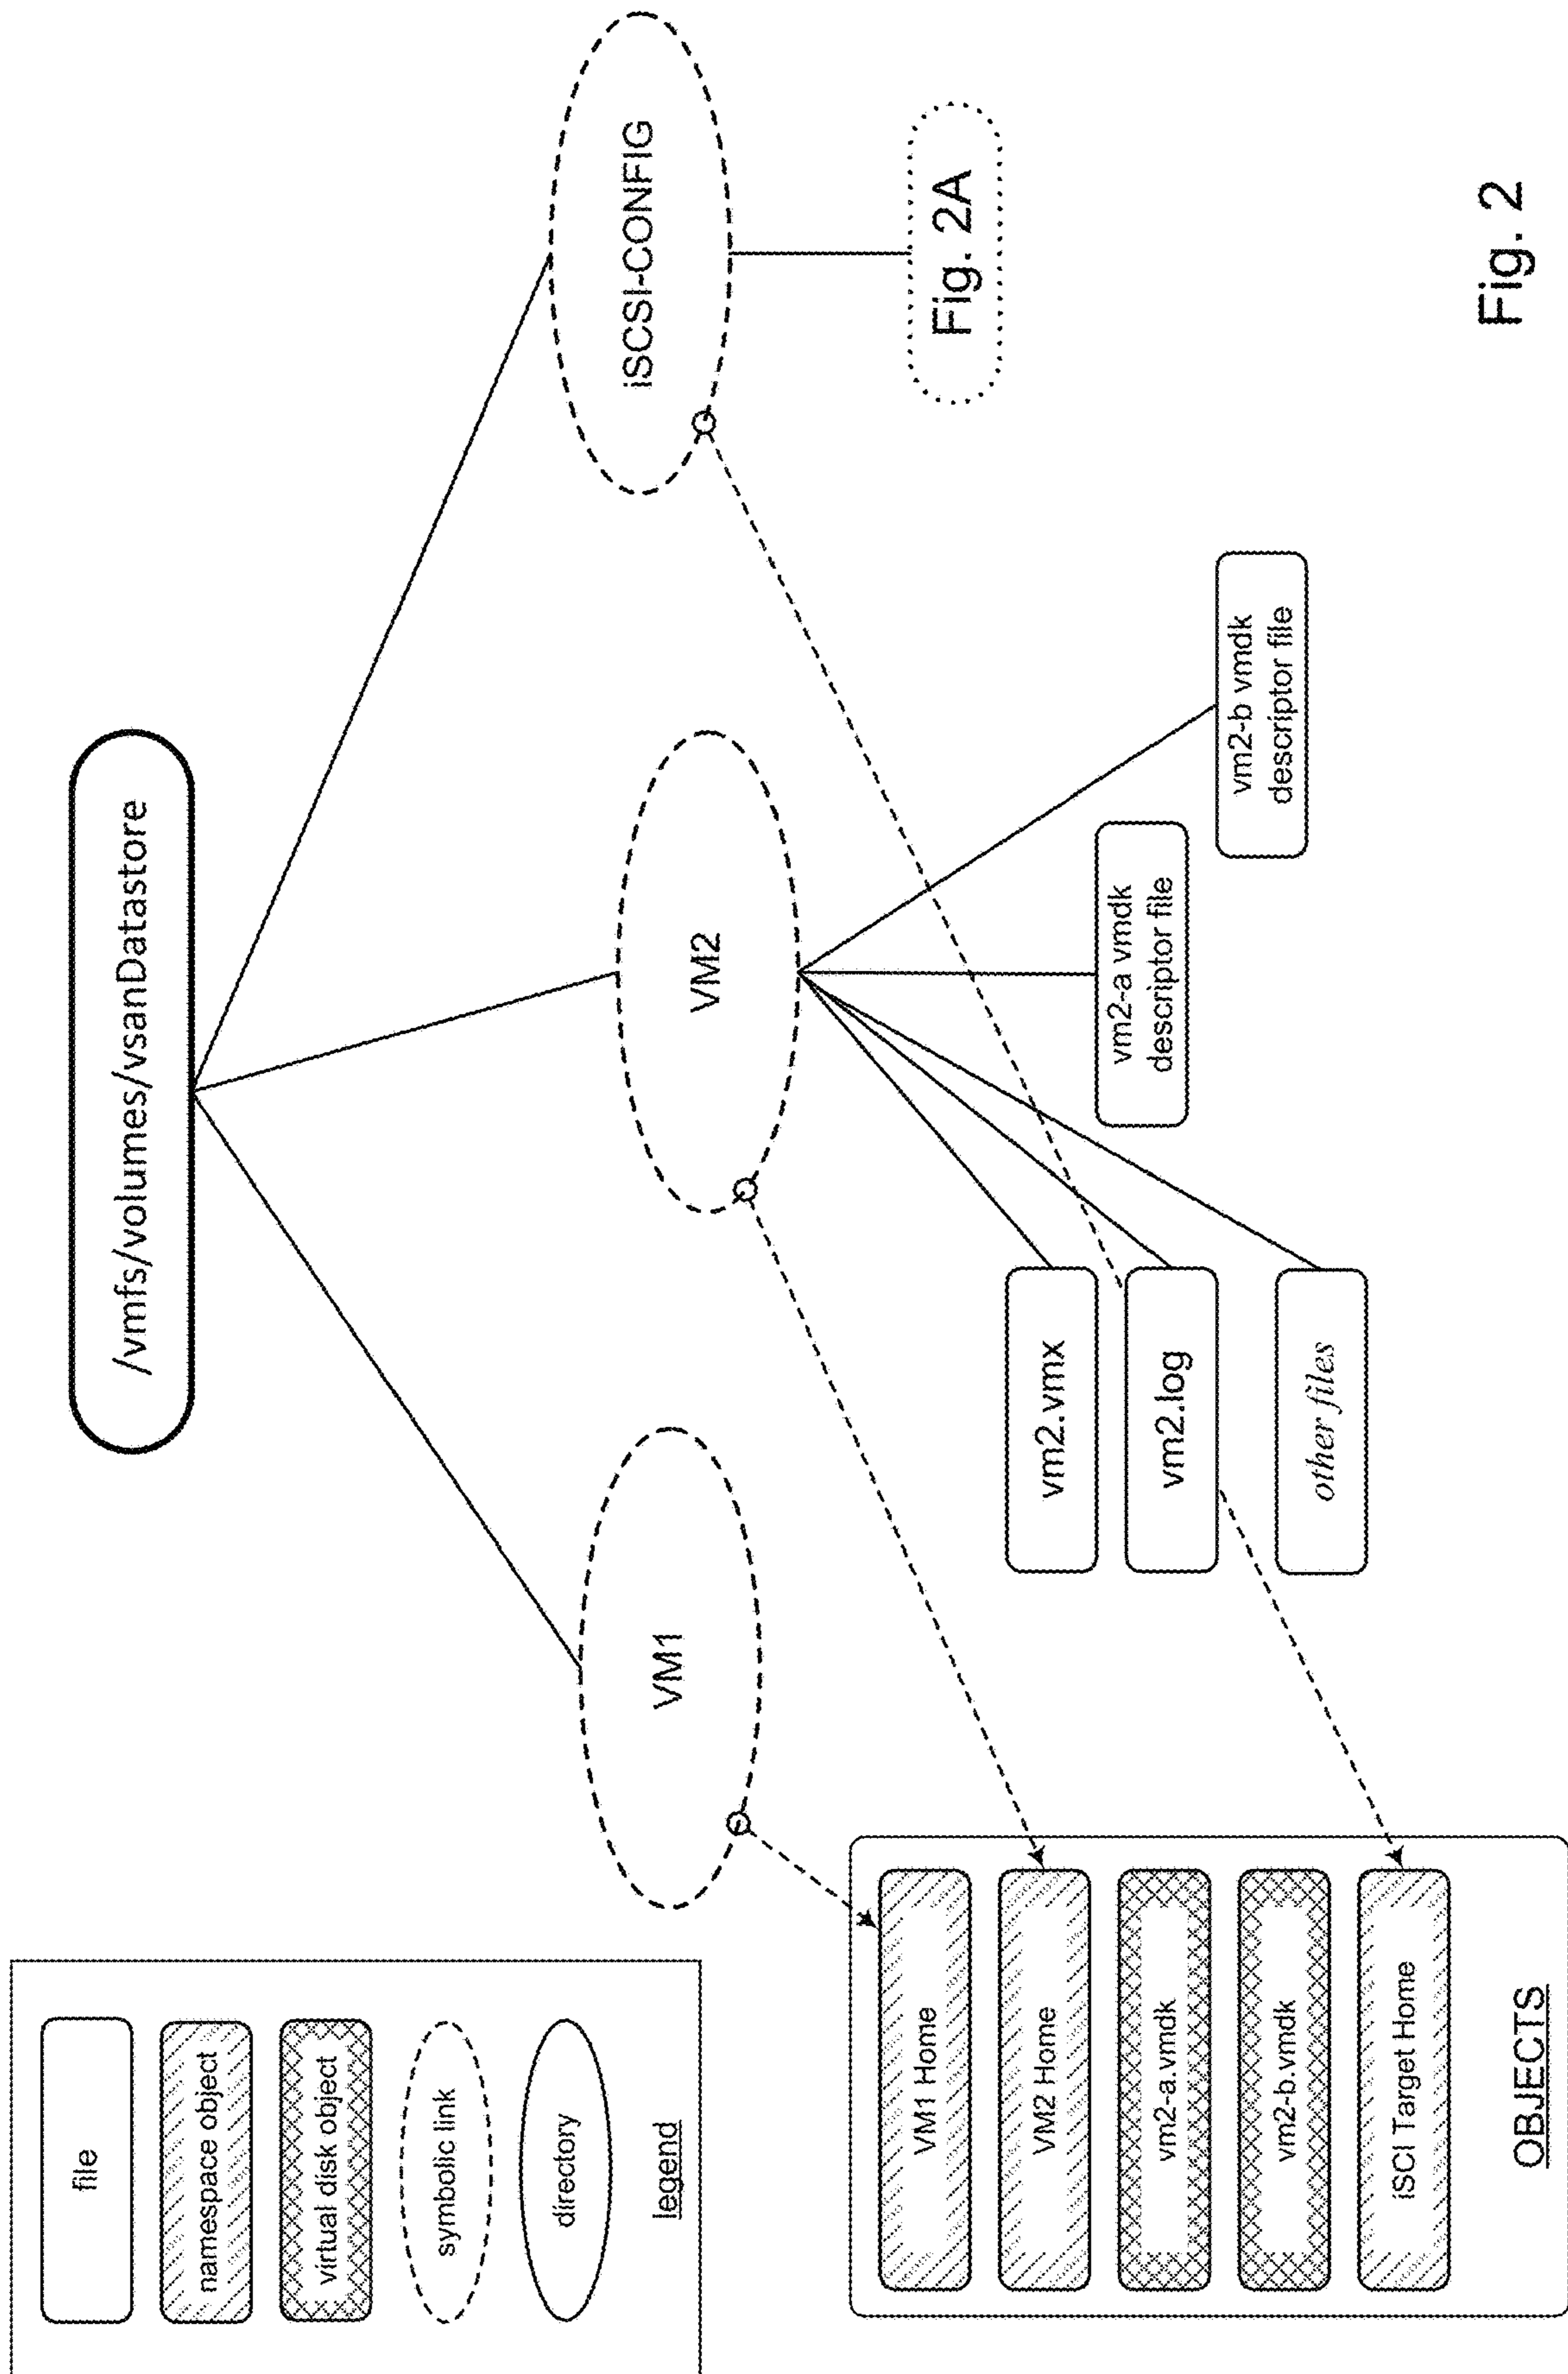 /vmfs/volumes/vsanDatastore
file
namespace object
virtual disk object
symbolic link
directory
legend
VM1
VM2
iSCSI-CONFIG
VM1 Home
VM2 Home
vm2-a.vmdk
vm2-b.vmdk
iSCI Target Home
OBJECTS
vm2.vmx
vm2.log
other files
vm2-a vmdk
descriptor file
vm2-b vmdk
descriptor file
Fig. 2A
Fig. 2